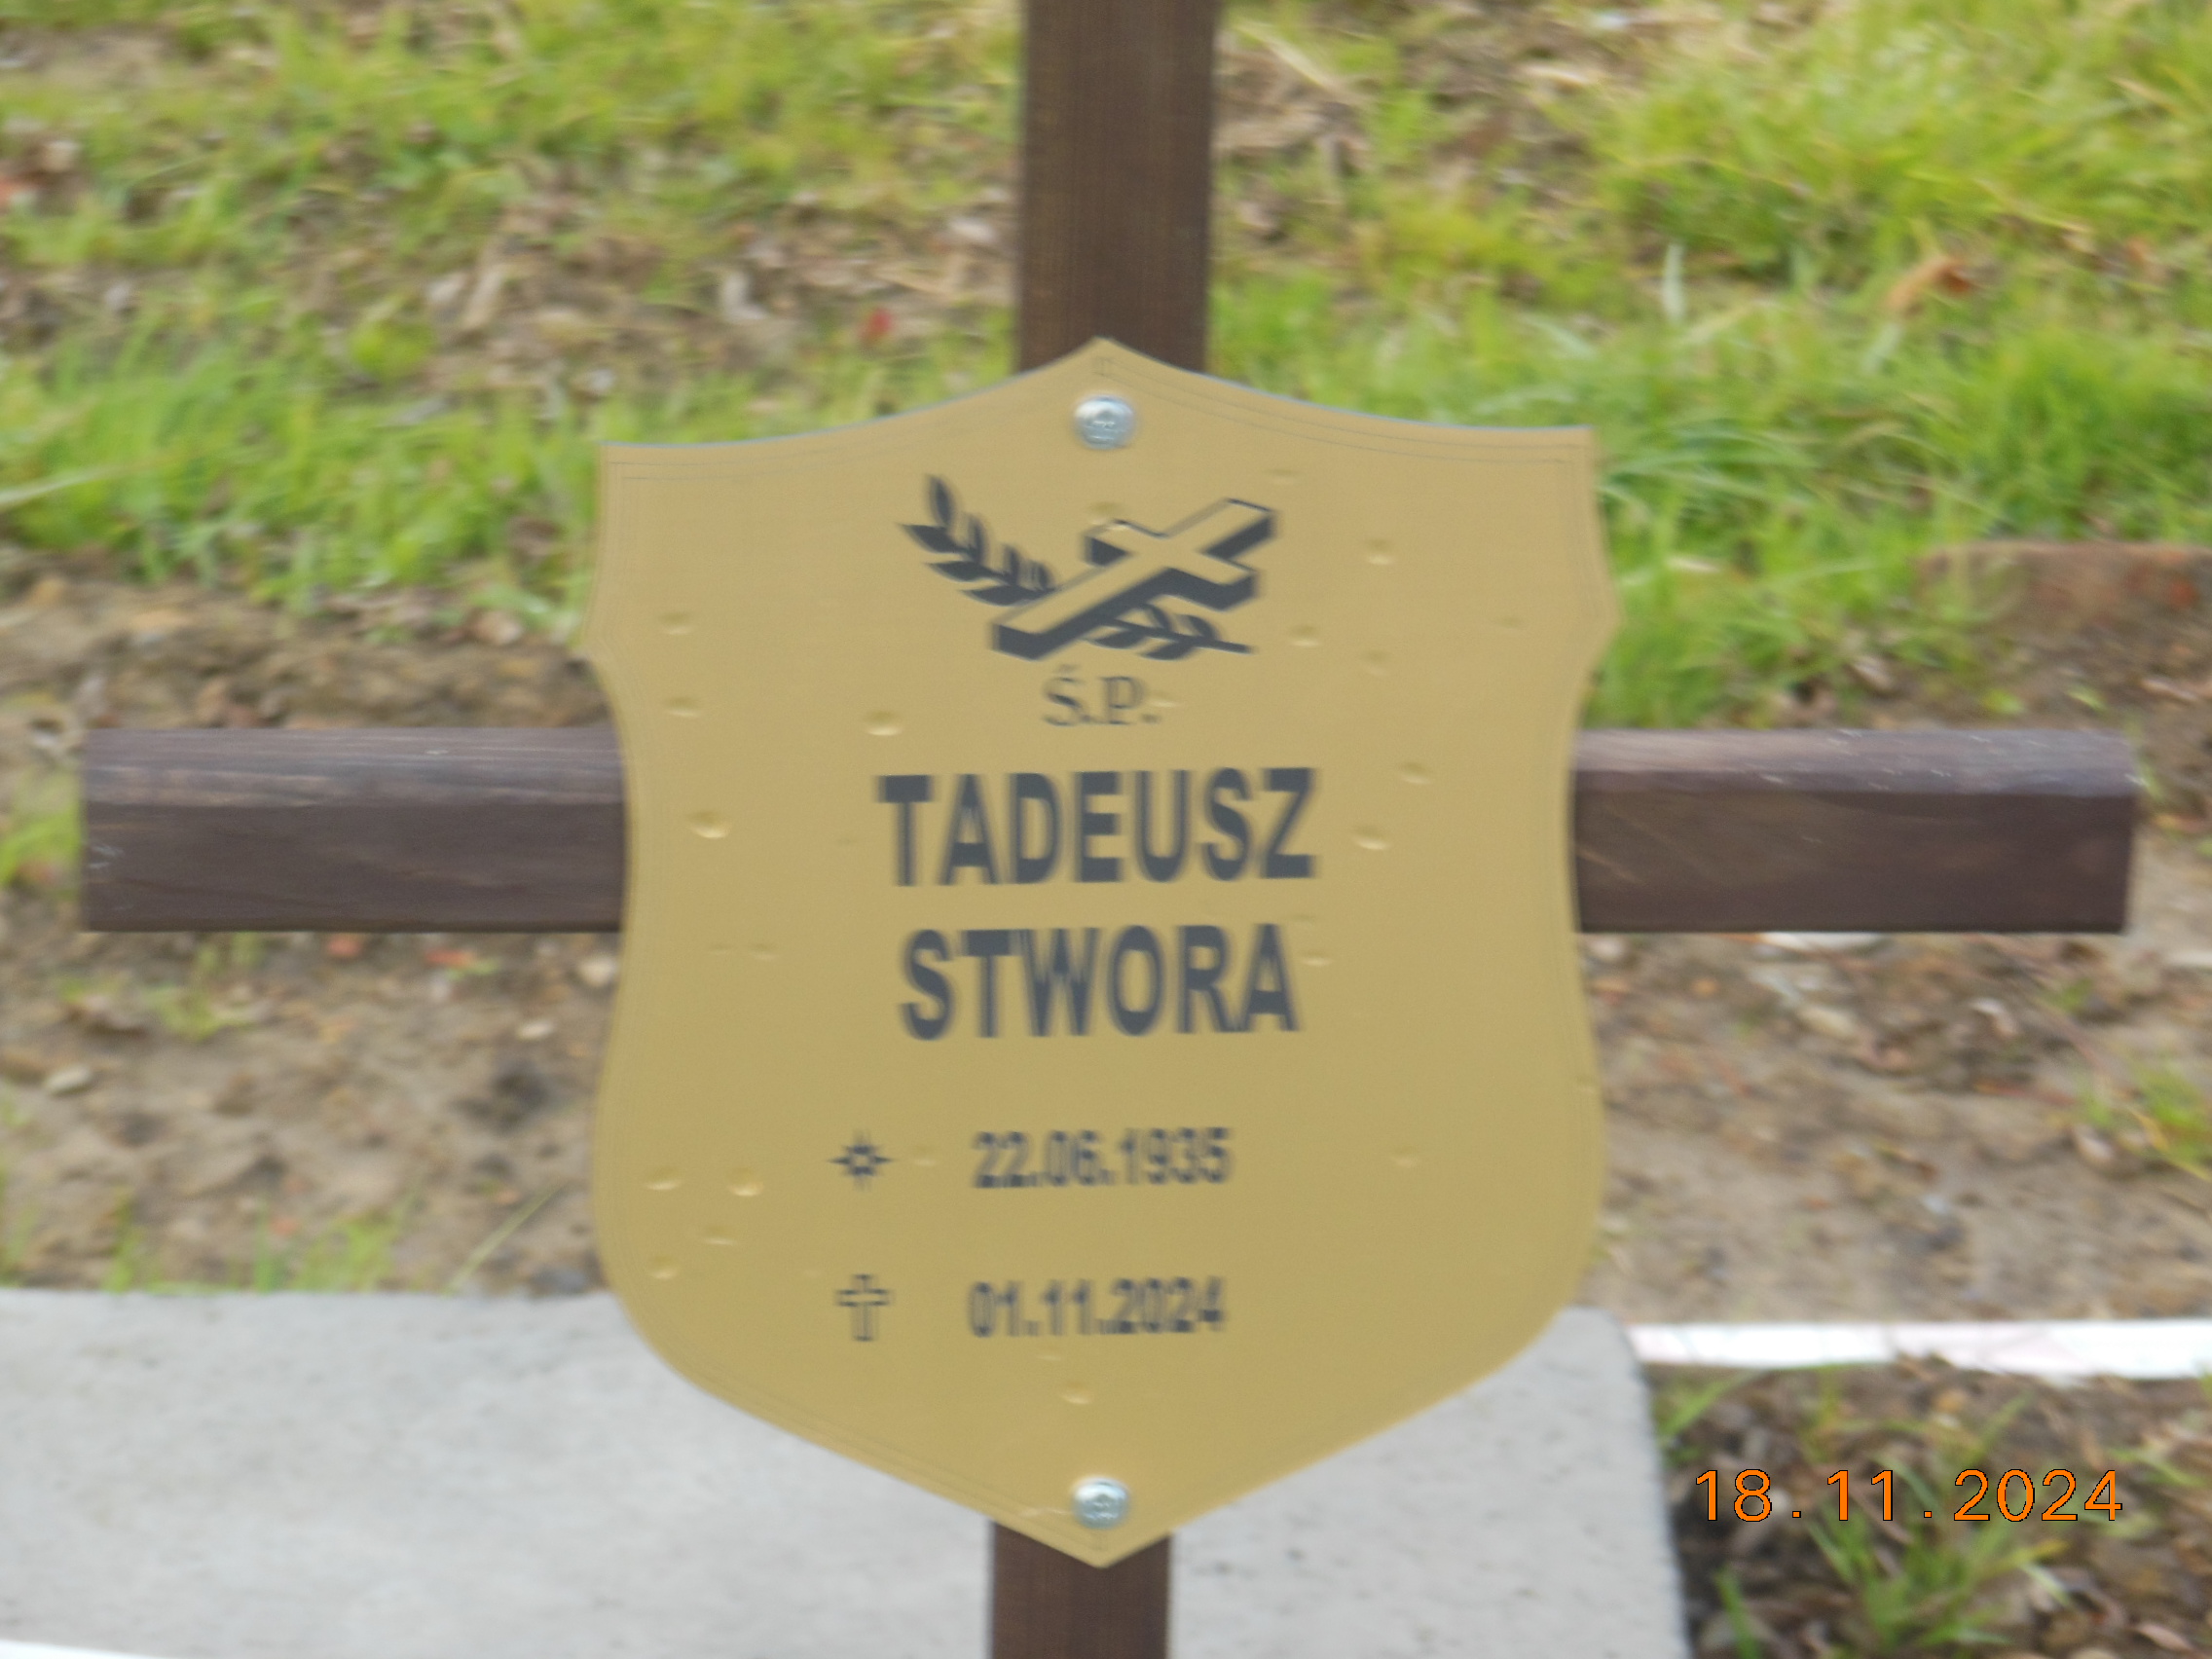 Ś.P.
TADEUSZ
STWORA
22.06.1935
01.11.2024
18.11.2024